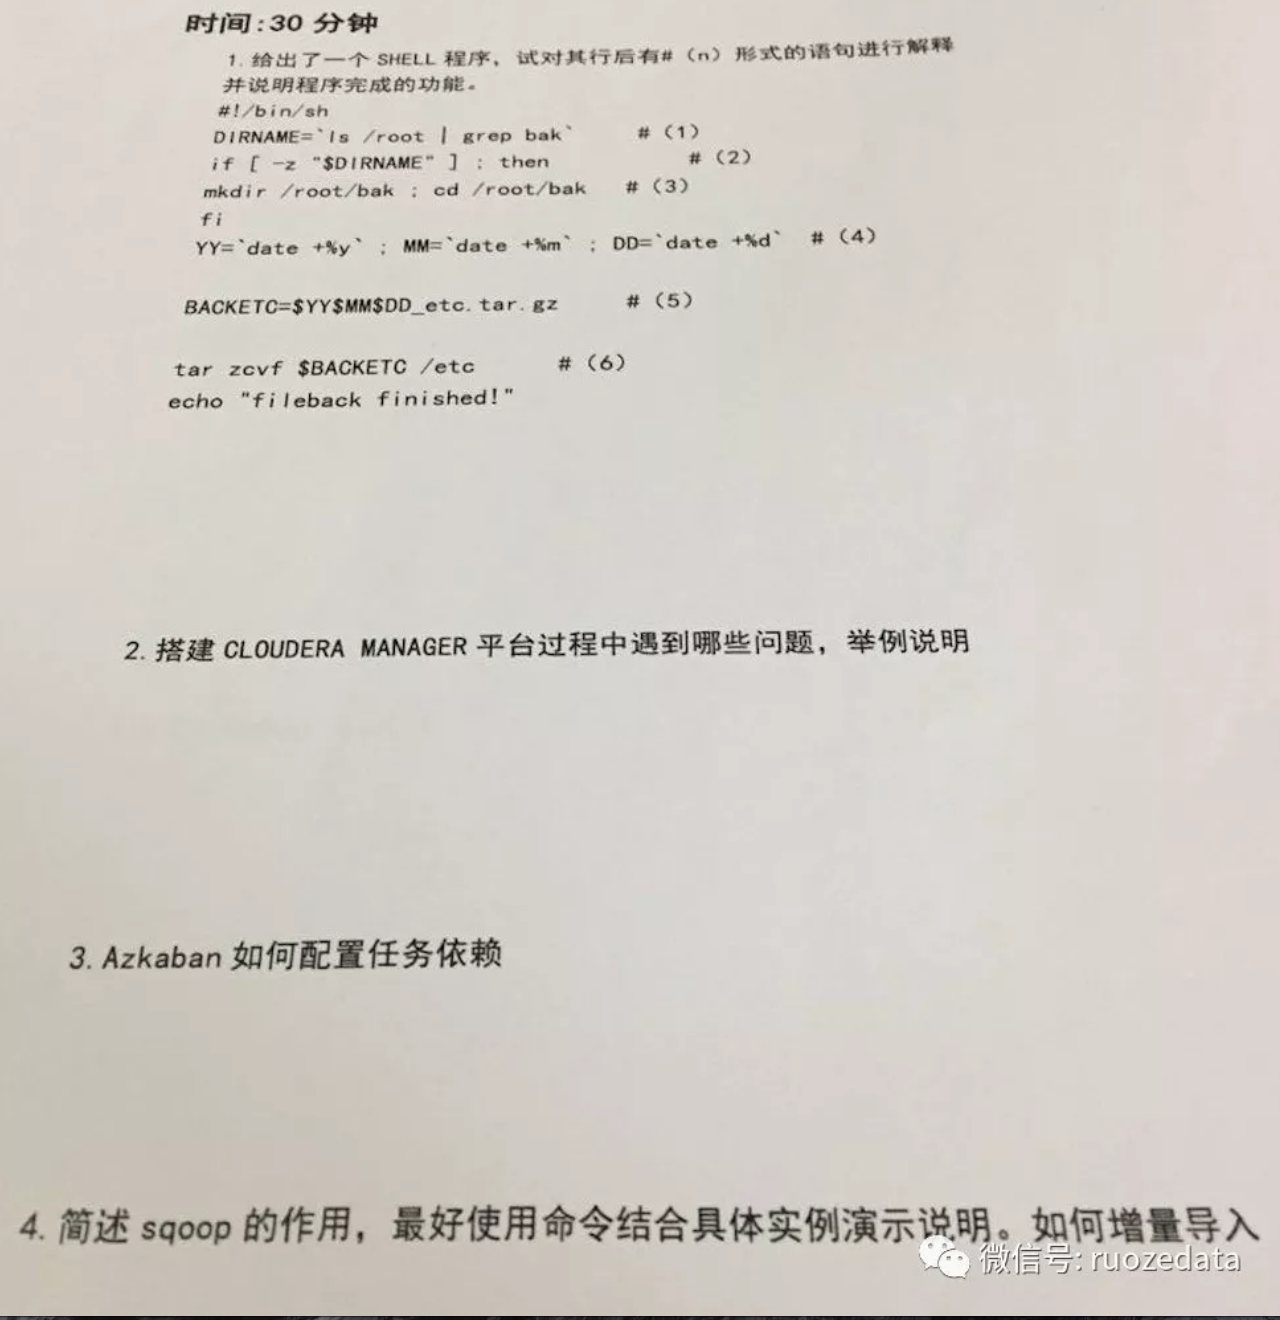 时间:30 分钟
1. 给出了一个 SHELL 程序，试对其行后有#（n）形式的语句进行解释
并说明程序完成的功能。
#!/bin/sh
DIRNAME=`ls /root | grep bak` #（1）
if [ -z "$DIRNAME" ] ; then #（2）
mkdir /root/bak ; cd /root/bak #（3）
fi
YY=`date +%y` ; MM=`date +%m` ; DD=`date +%d` #（4）
BACKETC=$YY$MM$DD_etc.tar.gz #（5）
tar zcvf $BACKETC /etc #（6）
echo "fileback finished!"
2. 搭建 CLOUDERA MANAGER 平台过程中遇到哪些问题，举例说明
3. Azkaban 如何配置任务依赖
4. 简述 sqoop 的作用，最好使用命令结合具体实例演示说明。如何增量导入
微信号: ruozedata